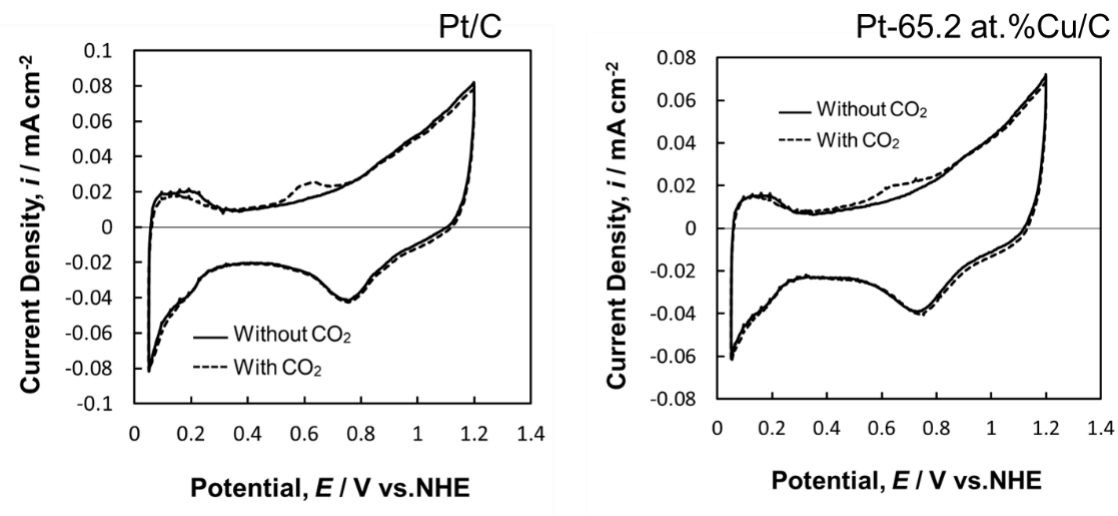 Pt/C
Current Density, i / mA cm-2
0.1
0.08
0.06
0.04
0.02
0
-0.02
-0.04
-0.06
-0.08
-0.1
Without CO2
With CO2
0 0.2 0.4 0.6 0.8 1 1.2 1.4
Potential, E / V vs.NHE
Pt-65.2 at.%Cu/C
Current Density, i / mA cm-2
0.08
0.06
0.04
0.02
0
-0.02
-0.04
-0.06
-0.08
Without CO2
With CO2
0 0.2 0.4 0.6 0.8 1 1.2 1.4
Potential, E / V vs.NHE